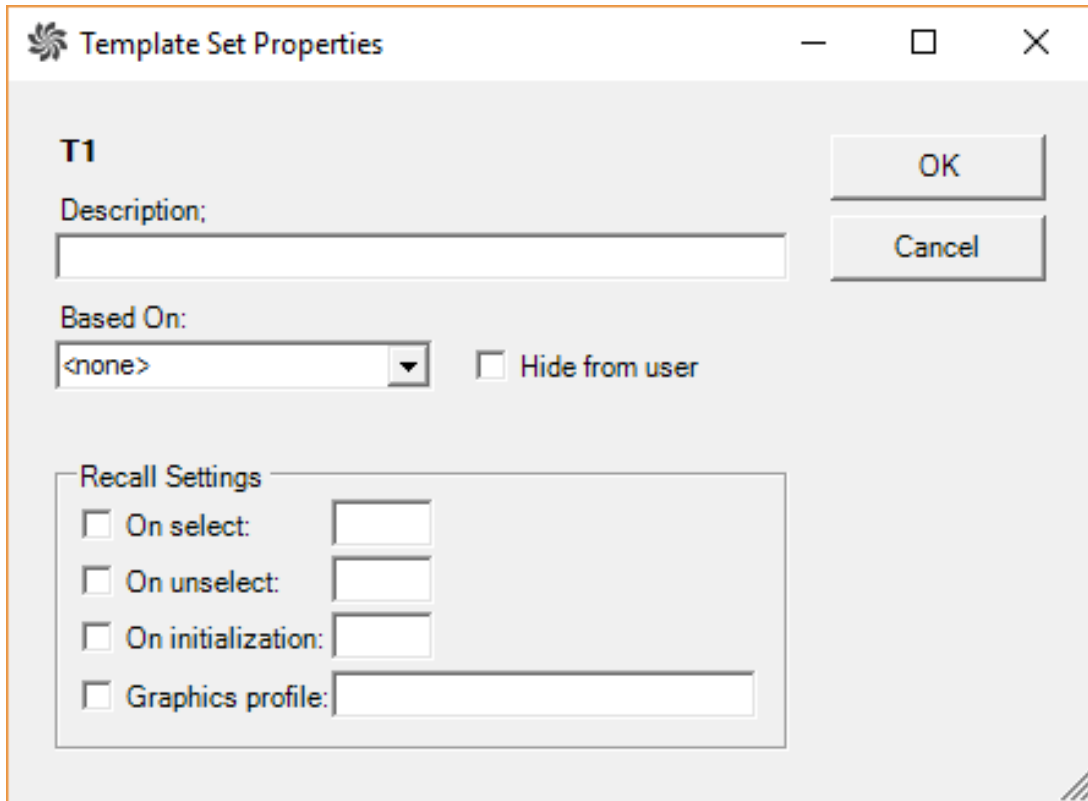 Template Set Properties
T1
OK
Description;
Cancel
Based On:
<none>
Hide from user
Recall Settings
On select:
On unselect:
On initialization:
Graphics profile: